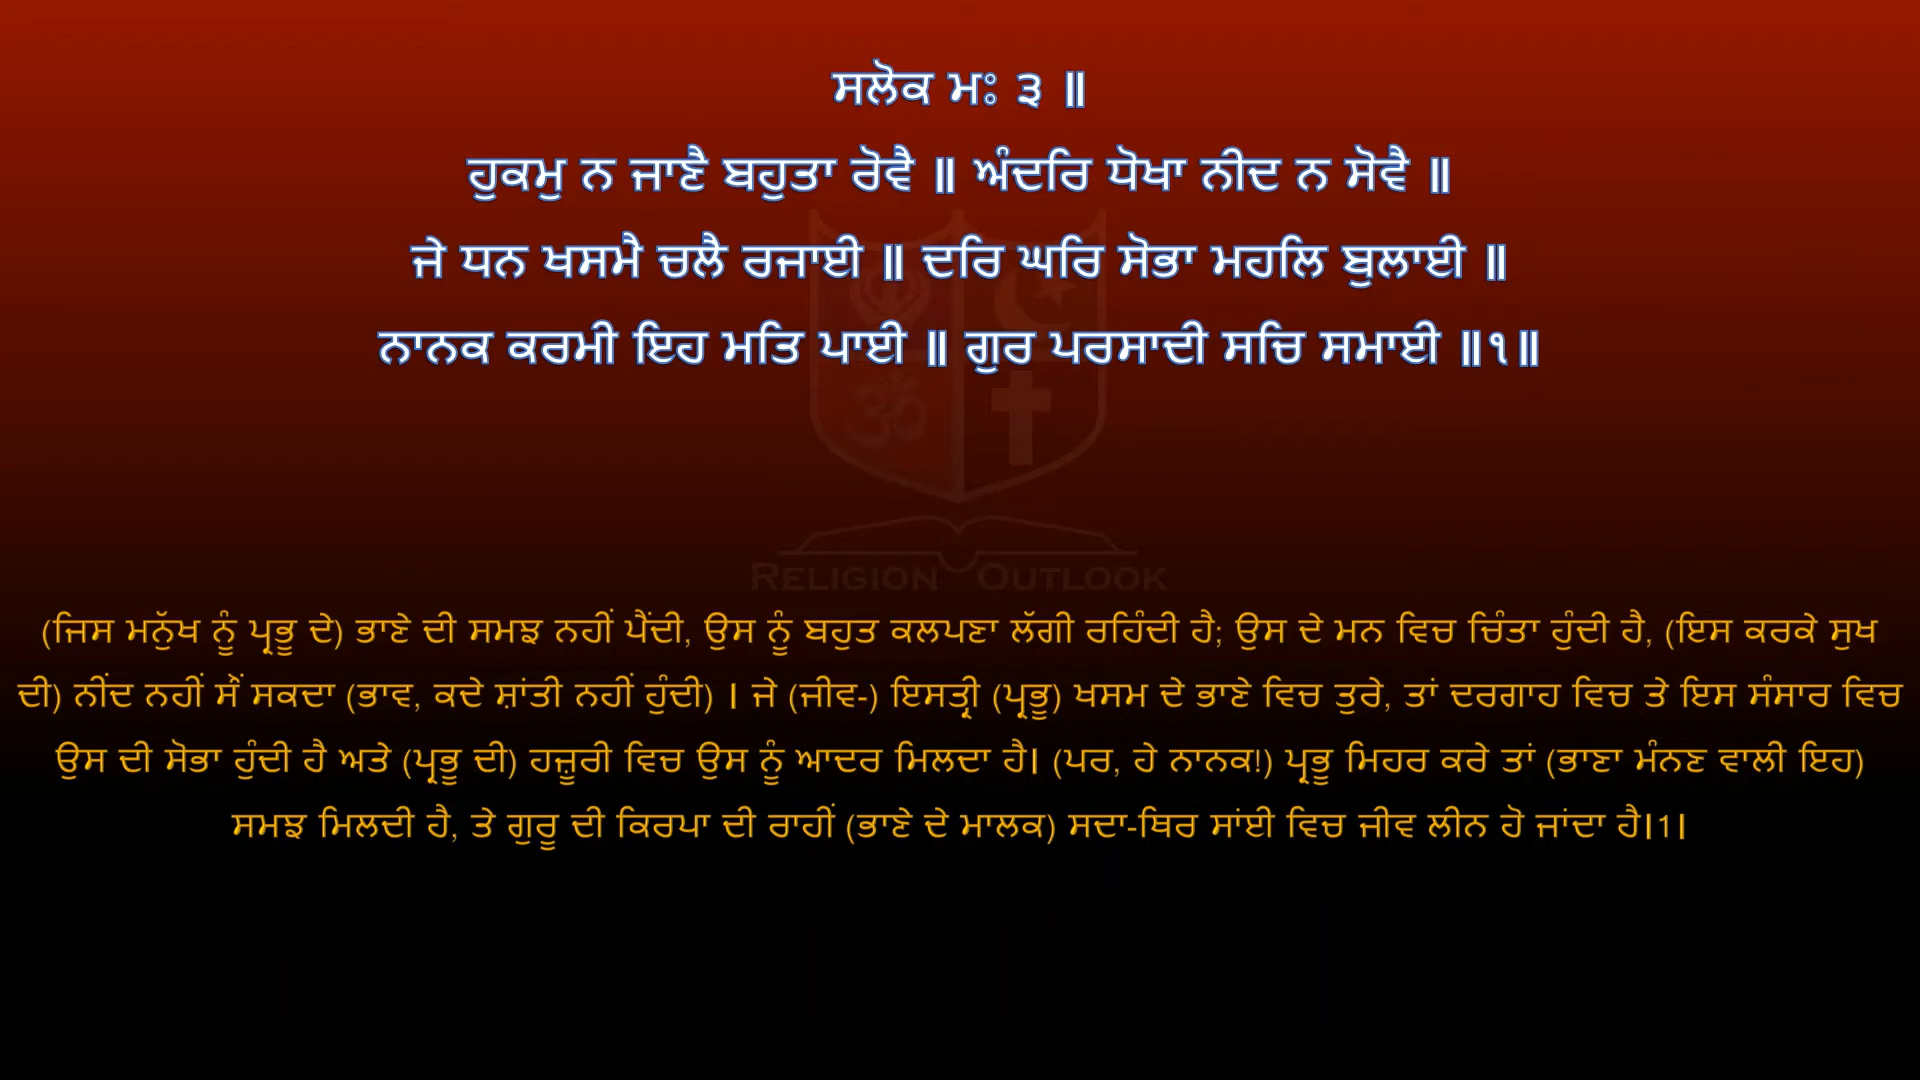 ਸਲੋਕ ਮਃ ੩ ॥
ਹੁਕਮੁ ਨ ਜਾਣੈ ਬਹੁਤਾ ਰੋਵੈ ॥ ਅੰਦਰਿ ਧੋਖਾ ਨੀਦ ਨ ਸੋਵੈ ॥
ਜੇ ਧਨ ਖਸਮੈ ਚਲੈ ਰਜਾਈ ॥ ਦਰਿ ਘਰਿ ਸੋਭਾ ਮਹਲਿ ਬੁਲਾਈ ॥
ਨਾਨਕ ਕਰਮੀ ਇਹ ਮਤਿ ਪਾਈ ॥ ਗੁਰ ਪਰਸਾਦੀ ਸਚਿ ਸਮਾਈ ॥੧॥
RELIGION OUTLOOK
(ਜਿਸ ਮਨੁੱਖ ਨੂੰ ਪ੍ਰਭੂ ਦੇ) ਭਾਣੇ ਦੀ ਸਮਝ ਨਹੀਂ ਪੈਂਦੀ, ਉਸ ਨੂੰ ਬਹੁਤ ਕਲਪਣਾ ਲੱਗੀ ਰਹਿੰਦੀ ਹੈ; ਉਸ ਦੇ ਮਨ ਵਿਚ ਚਿੰਤਾ ਹੁੰਦੀ ਹੈ, (ਇਸ ਕਰਕੇ ਸੁਖ
ਦੀ) ਨੀਂਦ ਨਹੀਂ ਸੌਂ ਸਕਦਾ (ਭਾਵ, ਕਦੇ ਸ਼ਾਂਤੀ ਨਹੀਂ ਹੁੰਦੀ) । ਜੇ (ਜੀਵ-) ਇਸਤ੍ਰੀ (ਪ੍ਰਭੂ) ਖਸਮ ਦੇ ਭਾਣੇ ਵਿਚ ਤੁਰੇ, ਤਾਂ ਦਰਗਾਹ ਵਿਚ ਤੇ ਇਸ ਸੰਸਾਰ ਵਿਚ
ਉਸ ਦੀ ਸੋਭਾ ਹੁੰਦੀ ਹੈ ਅਤੇ (ਪ੍ਰਭੂ ਦੀ) ਹਜ਼ੂਰੀ ਵਿਚ ਉਸ ਨੂੰ ਆਦਰ ਮਿਲਦਾ ਹੈ। (ਪਰ, ਹੇ ਨਾਨਕ!) ਪ੍ਰਭੂ ਮਿਹਰ ਕਰੇ ਤਾਂ (ਭਾਣਾ ਮੰਨਣ ਵਾਲੀ ਇਹ)
ਸਮਝ ਮਿਲਦੀ ਹੈ, ਤੇ ਗੁਰੂ ਦੀ ਕਿਰਪਾ ਦੀ ਰਾਹੀਂ (ਭਾਣੇ ਦੇ ਮਾਲਕ) ਸਦਾ-ਥਿਰ ਸਾਂਈ ਵਿਚ ਜੀਵ ਲੀਨ ਹੋ ਜਾਂਦਾ ਹੈ।1।